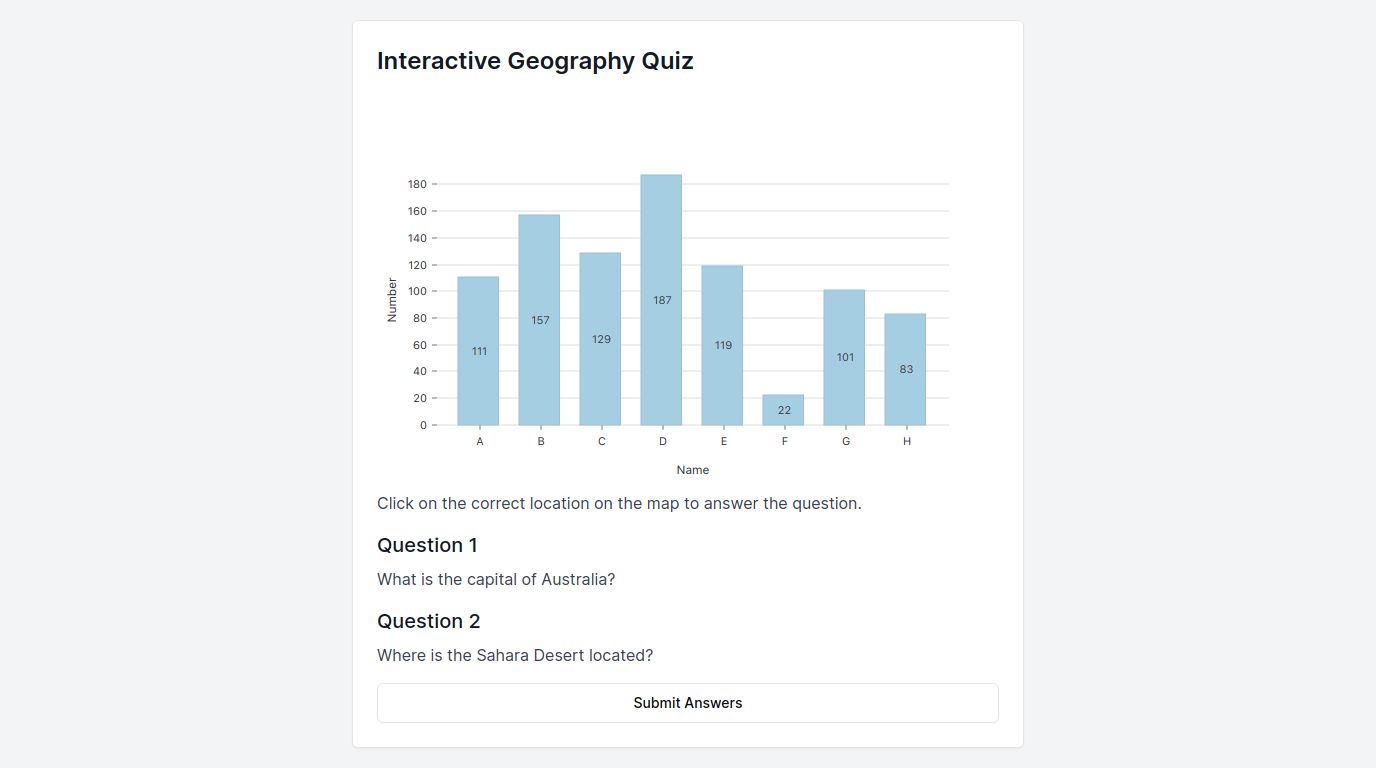 Interactive Geography Quiz
180
160
140
120
100
80
60
40
20
0
Number
111
157
129
187
119
22
101
83
A B C D E F G H
Name
Click on the correct location on the map to answer the question.
Question 1
What is the capital of Australia?
Question 2
Where is the Sahara Desert located?
Submit Answers